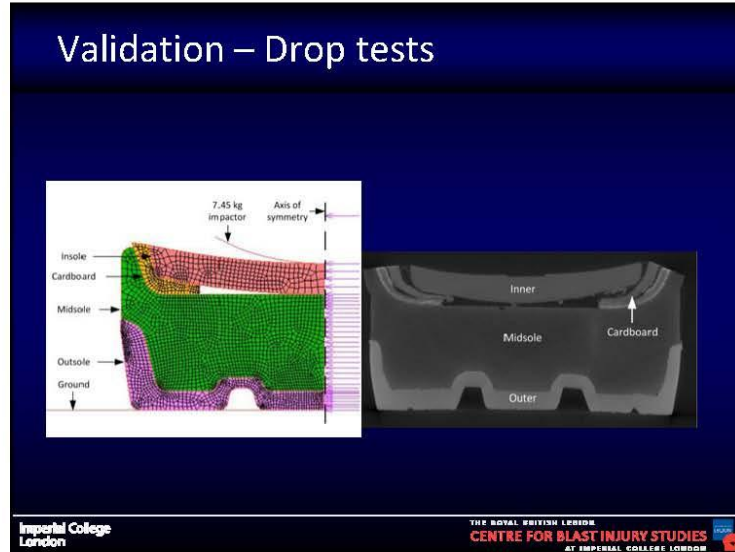 Validation – Drop tests
7.45 kg
impactor
Axis of
symmetry
Insole
Cardboard
Midsole
Outsole
Ground
Inner
Cardboard
Midsole
Outer
Imperial College
London
THE ROYAL BRITISH LEGION
CENTRE FOR BLAST INJURY STUDIES
AT IMPERIAL COLLEGE LONDON